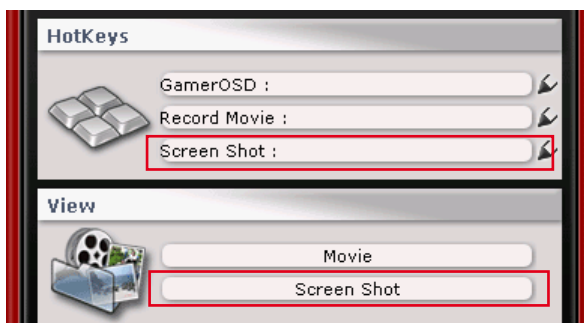 HotKeys
GamerOSD :
Record Movie :
Screen Shot :
View
Movie
Screen Shot